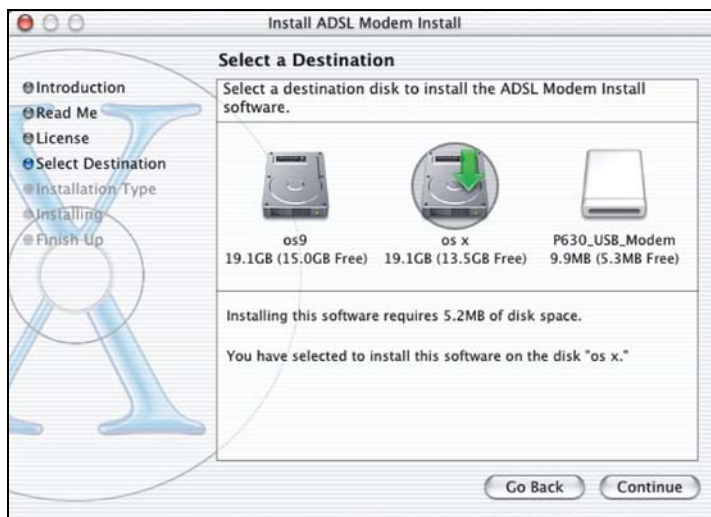 Install ADSL Modem Install
Select a Destination
Introduction
Read Me
License
Select Destination
Installation Type
Installing
Finish Up
Select a destination disk to install the ADSL Modem Install
software.
os9
19.1GB (15.0GB Free)
os x
19.1GB (13.5GB Free)
P630_USB_Modem
9.9MB (5.3MB Free)
Installing this software requires 5.2MB of disk space.
You have selected to install this software on the disk "os x."
Go Back
Continue